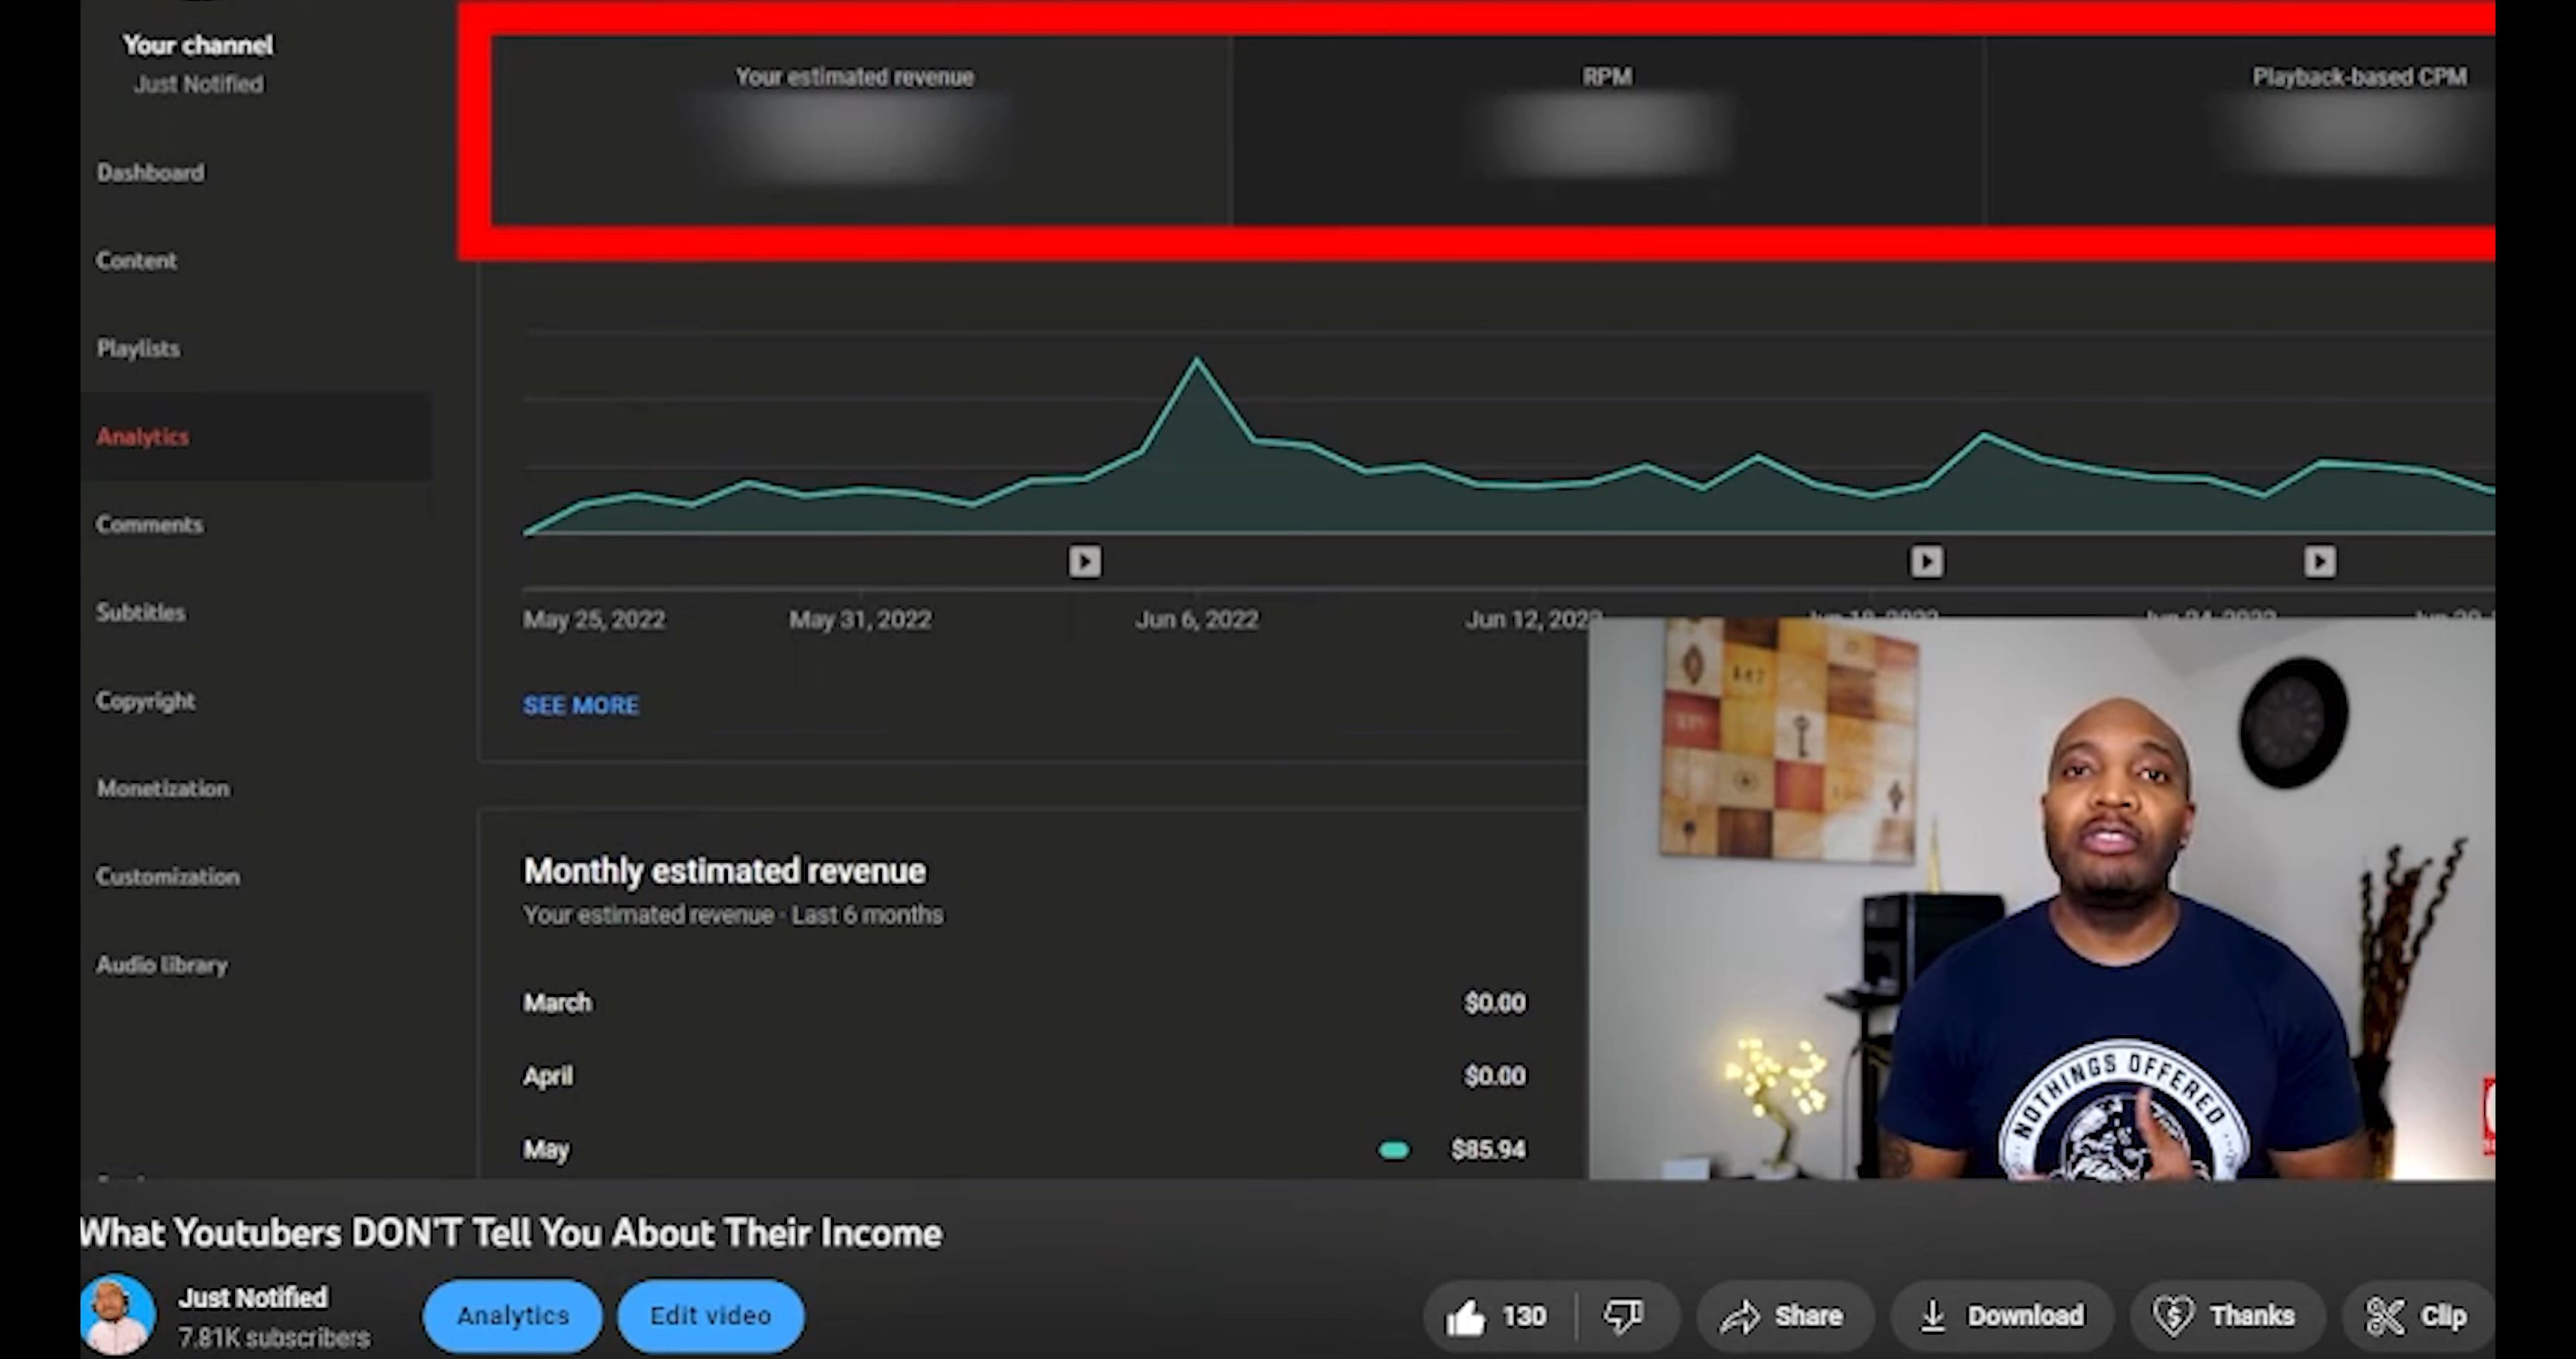 Your channel
Just Notified
Dashboard
Content
Playlists
Analytics
Comments
Subtitles
Copyright
Monetization
Customization
Audio library
Your estimated revenue
RPM
Playback-based CPM
May 25, 2022
May 31, 2022
Jun 6, 2022
Jun 12, 2022
SEE MORE
Monthly estimated revenue
Your estimated revenue · Last 6 months
March $0.00
April $0.00
May $85.94
NOTHINGS OFFERED
What Youtubers DON'T Tell You About Their Income
Just Notified
7.81K subscribers
Analytics
Edit video
130
Share
Download
Thanks
Clip